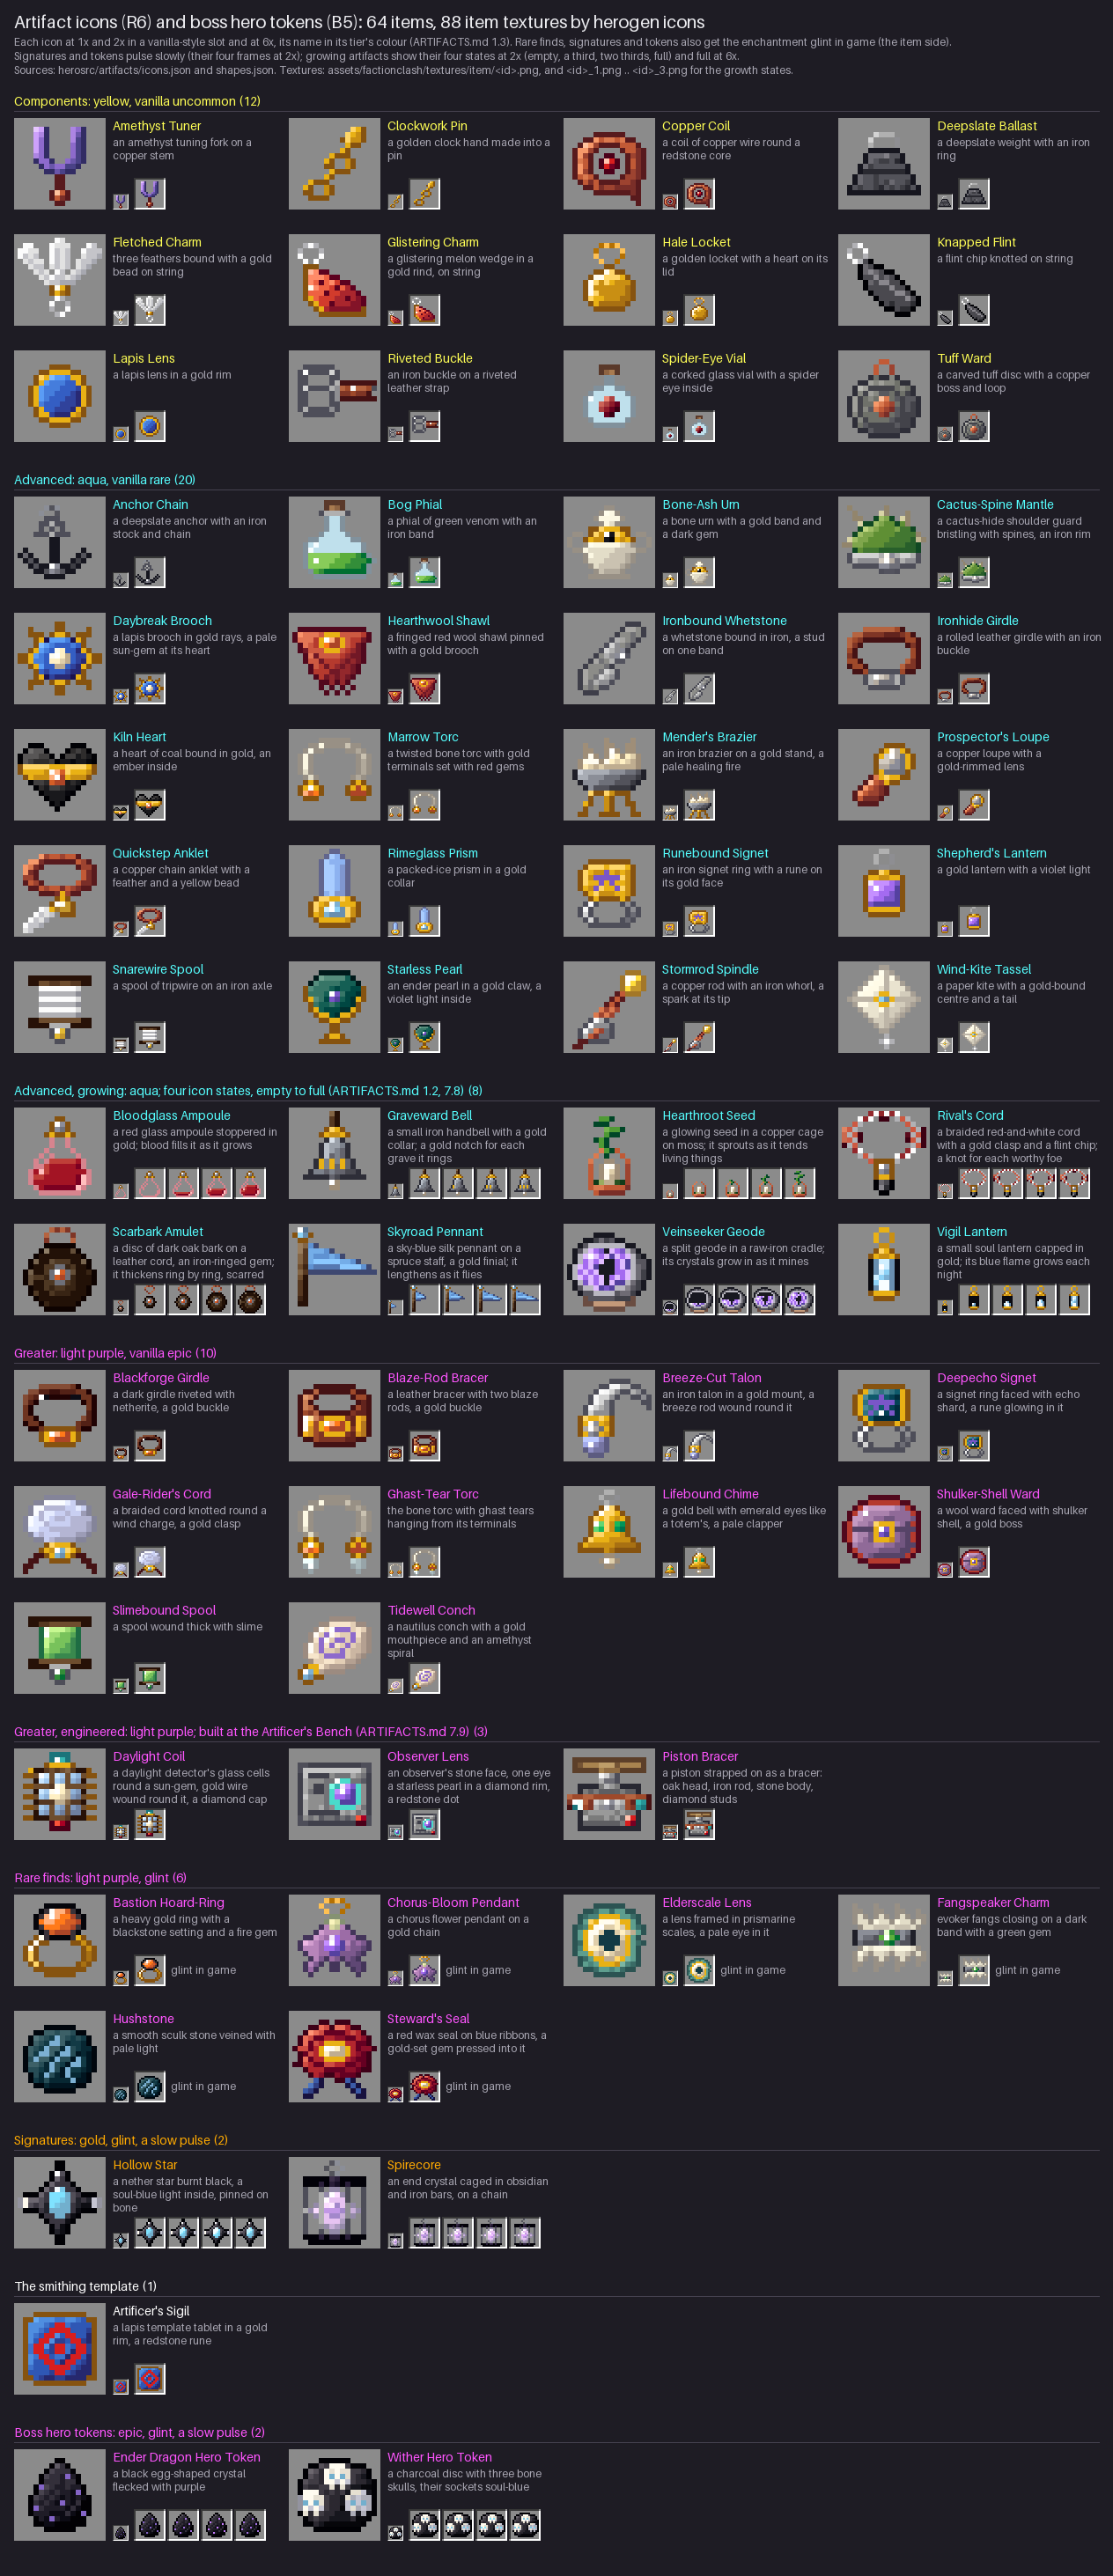 Artifact icons (R6) and boss hero tokens (B5): 64 items, 88 item textures by herogen icons
Each icon at 1x and 2x in a vanilla-style slot and at 6x, its name in its tier's colour (ARTIFACTS.md 1.3). Rare finds, signatures and tokens also get the enchantment glint in game (the item side).
Signatures and tokens pulse slowly (their four frames at 2x); growing artifacts show their four states at 2x (empty, a third, two thirds, full) and full at 6x.
Sources: herosrc/artifacts/icons.json and shapes.json. Textures: assets/factionclash/textures/item/<id>.png, and <id>_1.png .. <id>_3.png for the growth states.
Components: yellow, vanilla uncommon (12)
Amethyst Tuner
an amethyst tuning fork on a
copper stem
Clockwork Pin
a golden clock hand made into a
pin
Copper Coil
a coil of copper wire round a
redstone core
Deepslate Ballast
a deepslate weight with an iron
ring
Fletched Charm
three feathers bound with a gold
bead on string
Glistering Charm
a glistering melon wedge in a
gold rind, on string
Hale Locket
a golden locket with a heart on its
lid
Knapped Flint
a flint chip knotted on string
Lapis Lens
a lapis lens in a gold rim
Riveted Buckle
an iron buckle on a riveted
leather strap
Spider-Eye Vial
a corked glass vial with a spider
eye inside
Tuff Ward
a carved tuff disc with a copper
boss and loop
Advanced: aqua, vanilla rare (20)
Anchor Chain
a deepslate anchor with an iron
stock and chain
Bog Phial
a phial of green venom with an
iron band
Bone-Ash Urn
a bone urn with a gold band and
a dark gem
Cactus-Spine Mantle
a cactus-hide shoulder guard
bristling with spines, an iron rim
Daybreak Brooch
a lapis brooch in gold rays, a pale
sun-gem at its heart
Hearthwool Shawl
a fringed red wool shawl pinned
with a gold brooch
Ironbound Whetstone
a whetstone bound in iron, a stud
on one band
Ironhide Girdle
a rolled leather girdle with an iron
buckle
Kiln Heart
a heart of coal bound in gold, an
ember inside
Marrow Torc
a twisted bone torc with gold
terminals set with red gems
Mender's Brazier
an iron brazier on a gold stand, a
pale healing fire
Prospector's Loupe
a copper loupe with a
gold-rimmed lens
Quickstep Anklet
a copper chain anklet with a
feather and a yellow bead
Rimeglass Prism
a packed-ice prism in a gold
collar
Runebound Signet
an iron signet ring with a rune on
its gold face
Shepherd's Lantern
a gold lantern with a violet light
Snarewire Spool
a spool of tripwire on an iron axle
Starless Pearl
an ender pearl in a gold claw, a
violet light inside
Stormrod Spindle
a copper rod with an iron whorl, a
spark at its tip
Wind-Kite Tassel
a paper kite with a gold-bound
centre and a tail
Advanced, growing: aqua; four icon states, empty to full (ARTIFACTS.md 1.2, 7.8) (8)
Bloodglass Ampoule
a red glass ampoule stoppered in
gold; blood fills it as it grows
Graveward Bell
a small iron handbell with a gold
collar; a gold notch for each
grave it rings
Hearthroot Seed
a glowing seed in a copper cage
on moss; it sprouts as it tends
living things
Rival's Cord
a braided red-and-white cord
with a gold clasp and a flint chip;
a knot for each worthy foe
Scarbark Amulet
a disc of dark oak bark on a
leather cord, an iron-ringed gem;
it thickens ring by ring, scarred
Skyroad Pennant
a sky-blue silk pennant on a
spruce staff, a gold finial; it
lengthens as it flies
Veinseeker Geode
a split geode in a raw-iron cradle;
its crystals grow in as it mines
Vigil Lantern
a small soul lantern capped in
gold; its blue flame grows each
night
Greater: light purple, vanilla epic (10)
Blackforge Girdle
a dark girdle riveted with
netherite, a gold buckle
Blaze-Rod Bracer
a leather bracer with two blaze
rods, a gold buckle
Breeze-Cut Talon
an iron talon in a gold mount, a
breeze rod wound round it
Deepecho Signet
a signet ring faced with echo
shard, a rune glowing in it
Gale-Rider's Cord
a braided cord knotted round a
wind charge, a gold clasp
Ghast-Tear Torc
the bone torc with ghast tears
hanging from its terminals
Lifebound Chime
a gold bell with emerald eyes like
a totem's, a pale clapper
Shulker-Shell Ward
a wool ward faced with shulker
shell, a gold boss
Slimebound Spool
a spool wound thick with slime
Tidewell Conch
a nautilus conch with a gold
mouthpiece and an amethyst
spiral
Greater, engineered: light purple; built at the Artificer's Bench (ARTIFACTS.md 7.9) (3)
Daylight Coil
a daylight detector's glass cells
round a sun-gem, gold wire
wound round it, a diamond cap
Observer Lens
an observer's stone face, one eye
a starless pearl in a diamond rim,
a redstone dot
Piston Bracer
a piston strapped on as a bracer:
oak head, iron rod, stone body,
diamond studs
Rare finds: light purple, glint (6)
Bastion Hoard-Ring
a heavy gold ring with a
blackstone setting and a fire gem
glint in game
Chorus-Bloom Pendant
a chorus flower pendant on a
gold chain
glint in game
Elderscale Lens
a lens framed in prismarine
scales, a pale eye in it
glint in game
Fangspeaker Charm
evoker fangs closing on a dark
band with a green gem
glint in game
Hushstone
a smooth sculk stone veined with
pale light
glint in game
Steward's Seal
a red wax seal on blue ribbons, a
gold-set gem pressed into it
glint in game
Signatures: gold, glint, a slow pulse (2)
Hollow Star
a nether star burnt black, a
soul-blue light inside, pinned on
bone
Spirecore
an end crystal caged in obsidian
and iron bars, on a chain
The smithing template (1)
Artificer's Sigil
a lapis template tablet in a gold
rim, a redstone rune
Boss hero tokens: epic, glint, a slow pulse (2)
Ender Dragon Hero Token
a black egg-shaped crystal
flecked with purple
Wither Hero Token
a charcoal disc with three bone
skulls, their sockets soul-blue